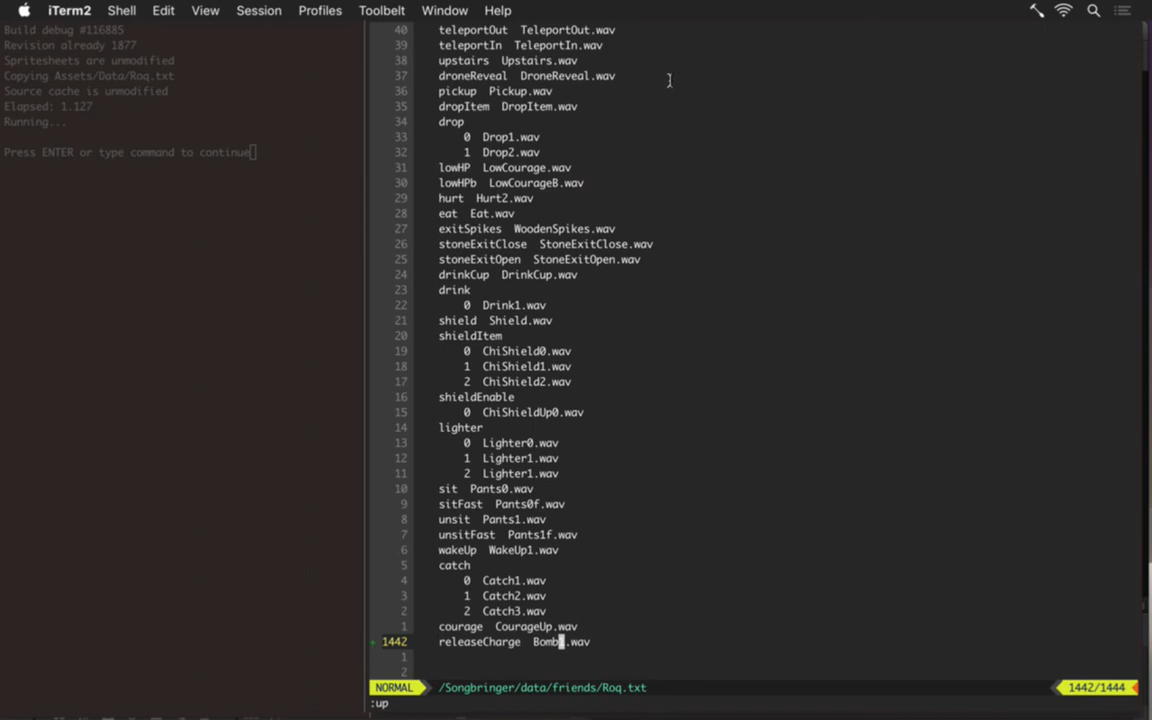 iTerm2 Shell Edit View Session Profiles Toolbelt Window Help
Build debug #116885
Revision already 1877
Spritesheets are unmodified
Copying Assets/Data/Roq.txt
Source cache is unmodified
Elapsed: 1.127
Running...
Press ENTER or type command to continue
40 teleportOut TeleportOut.wav
39 teleportIn TeleportIn.wav
38 upstairs Upstairs.wav
37 droneReveal DroneReveal.wav
36 pickup Pickup.wav
35 dropItem DropItem.wav
34 drop
33 0 Drop1.wav
32 1 Drop2.wav
31 lowHP LowCourage.wav
30 lowHPb LowCourageB.wav
29 hurt Hurt2.wav
28 eat Eat.wav
27 exitSpikes WoodenSpikes.wav
26 stoneExitClose StoneExitClose.wav
25 stoneExitOpen StoneExitOpen.wav
24 drinkCup DrinkCup.wav
23 drink
22 0 Drink1.wav
21 shield Shield.wav
20 shieldItem
19 0 ChiShield0.wav
18 1 ChiShield1.wav
17 2 ChiShield2.wav
16 shieldEnable
15 0 ChiShieldUp0.wav
14 lighter
13 0 Lighter0.wav
12 1 Lighter1.wav
11 2 Lighter1.wav
10 sit Pants0.wav
9 sitFast Pants0f.wav
8 unsit Pants1.wav
7 unsitFast Pants1f.wav
6 wakeUp WakeUp1.wav
5 catch
4 0 Catch1.wav
3 1 Catch2.wav
2 2 Catch3.wav
1 courage CourageUp.wav
+ 1442 releaseCharge
1
2
NORMAL /Songbringer/data/friends/Roq.txt 1442/1444
:up